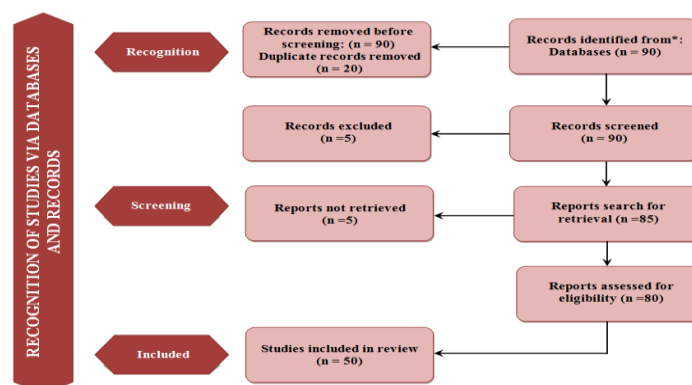 RECOGNITION OF STUDIES VIA DATABASES
AND RECORDS
Recognition
Records removed before
screening: (n = 90)
Duplicate records removed
(n = 20)
Records identified from*:
Databases (n = 90)
Records excluded
(n =5)
Records screened
(n = 90)
Screening
Reports not retrieved
(n =5)
Reports search for
retrieval (n =85)
Reports assessed for
eligibility (n =80)
Included
Studies included in review
(n = 50)